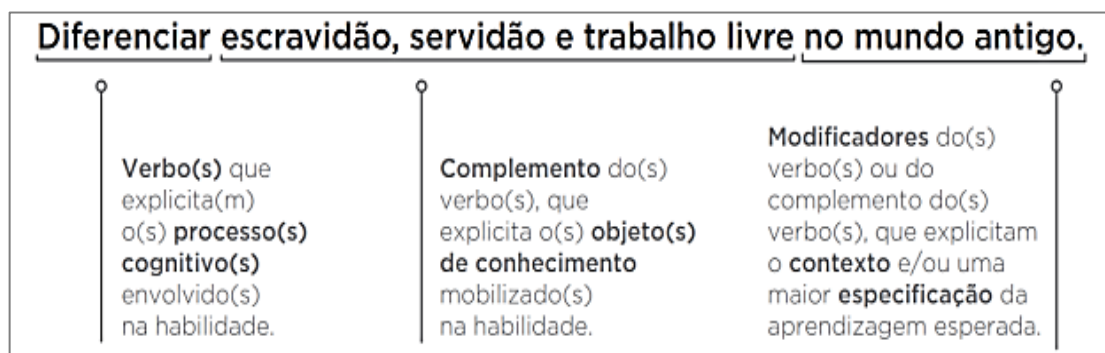 Diferenciar escravidão, servidão e trabalho livre no mundo antigo.
Verbo(s) que
explicita(m)
o(s) processo(s)
cognitivo(s)
envolvido(s)
na habilidade.
Complemento do(s)
verbo(s), que
explicita o(s) objeto(s)
de conhecimento
mobilizado(s)
na habilidade.
Modificadores do(s)
verbo(s) ou do
complemento do(s)
verbo(s), que explicitam
o contexto e/ou uma
maior especificação da
aprendizagem esperada.